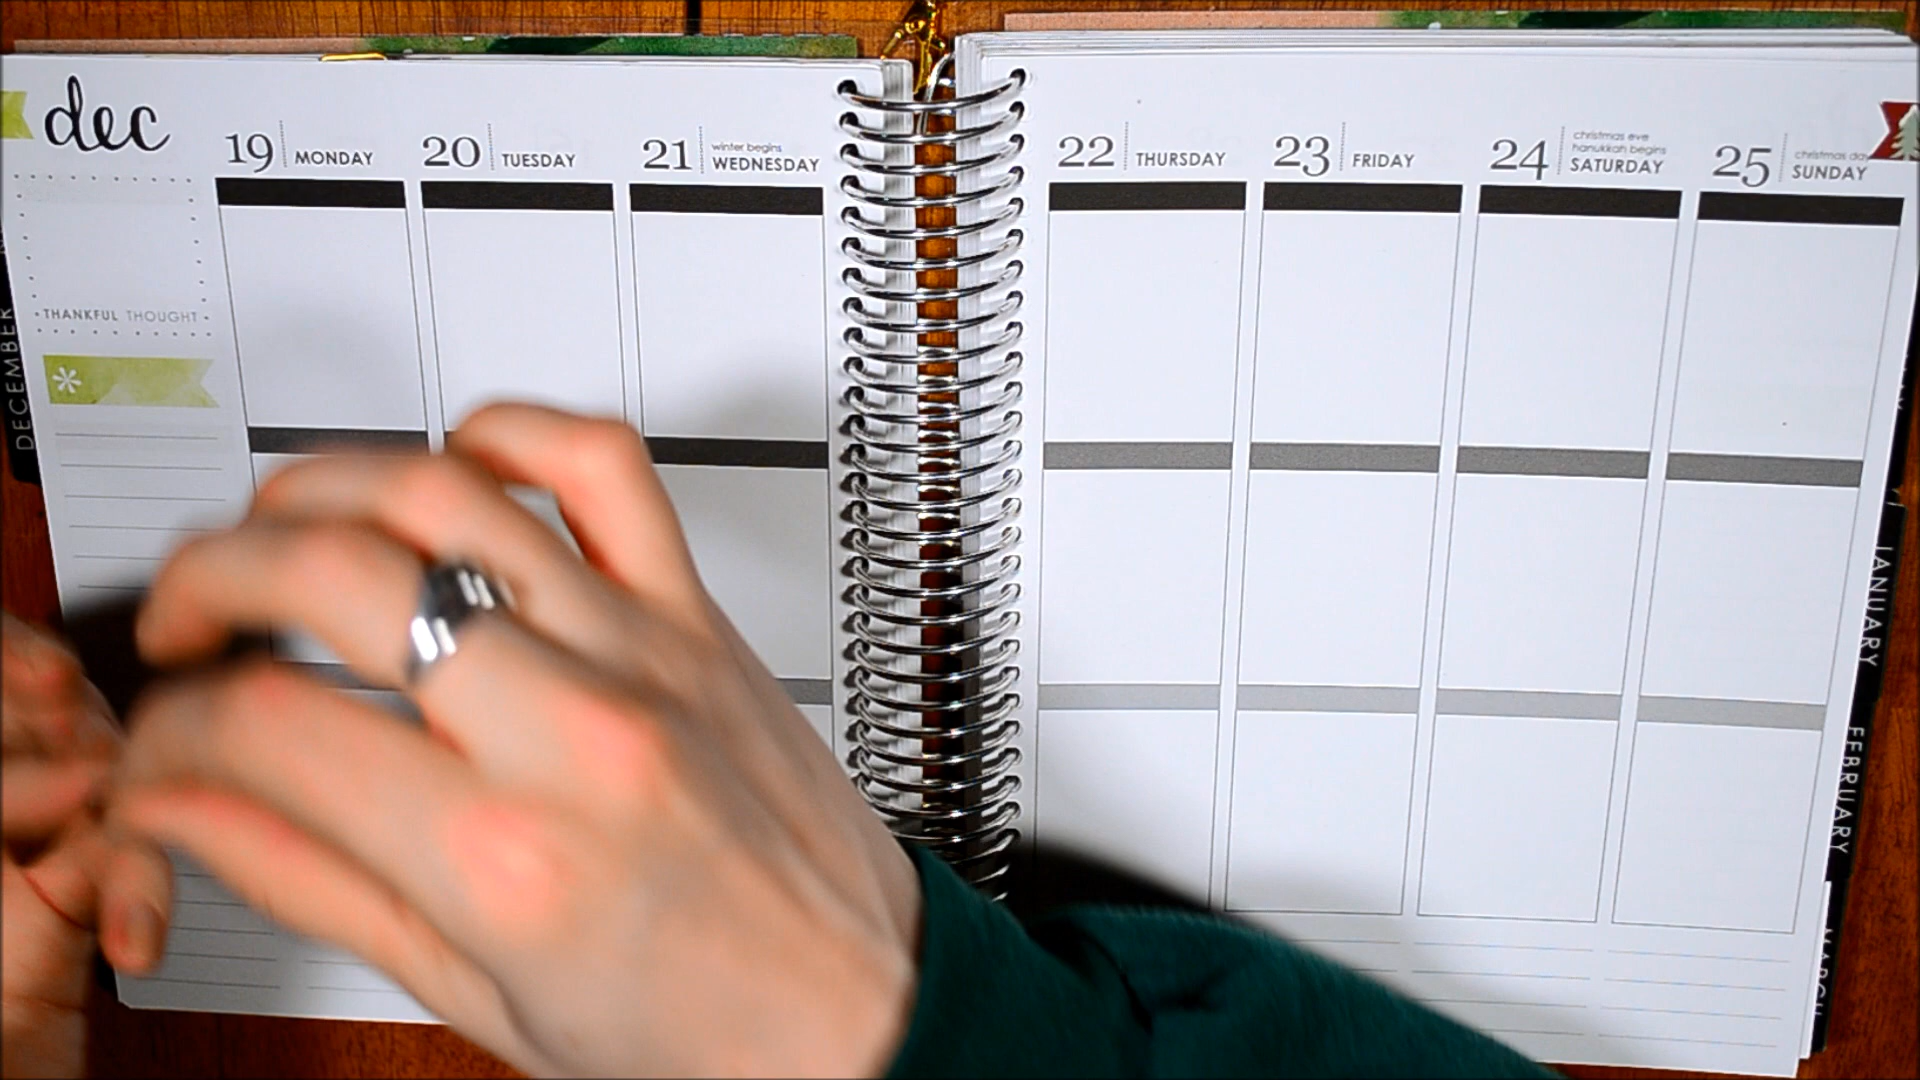 dec
19 MONDAY
20 TUESDAY
21 winter begins WEDNESDAY
22 THURSDAY
23 FRIDAY
24 christmas eve hanukkah begins SATURDAY
25 christmas day SUNDAY
THANKFUL THOUGHT
*
DECEMBER
JANUARY
FEBRUARY
MARCH